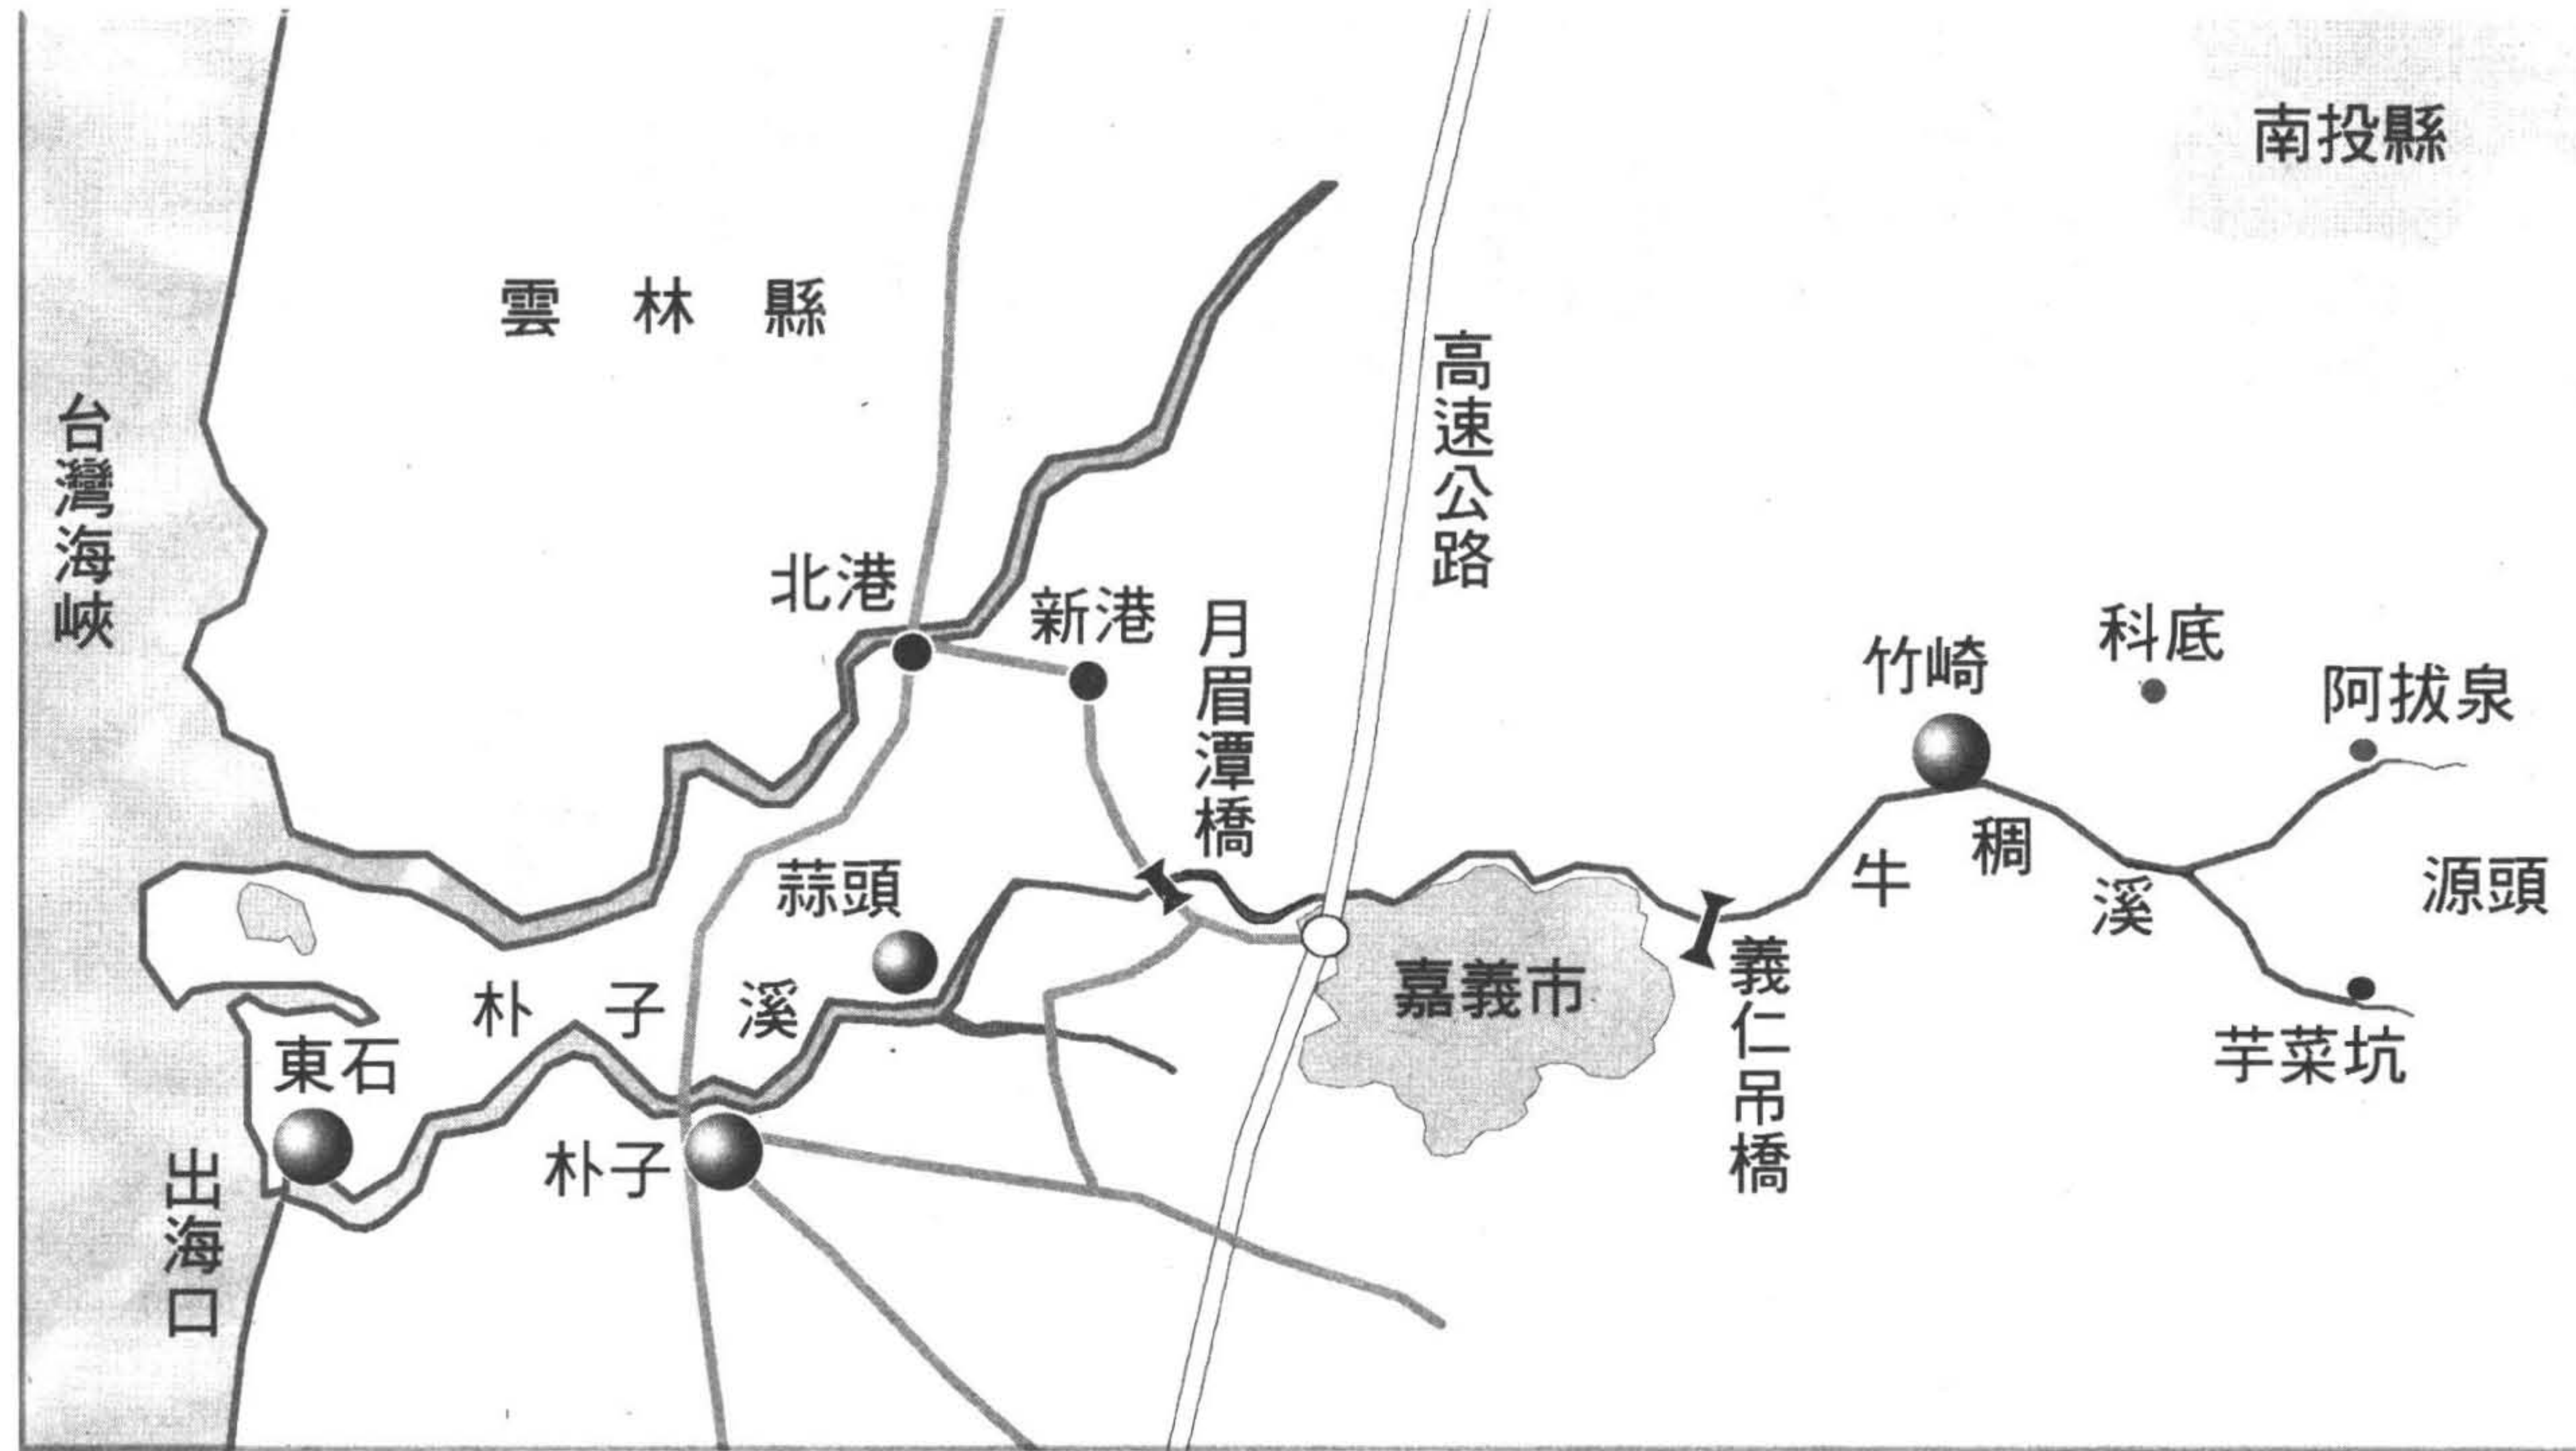 南投縣
雲林縣
高速公路
台灣海峽
北港
新港
月眉潭橋
科底
竹崎
阿拔泉
蒜頭
牛稠溪
源頭
朴子溪
嘉義市
義仁吊橋
東石
芋菜坑
朴子
出海口